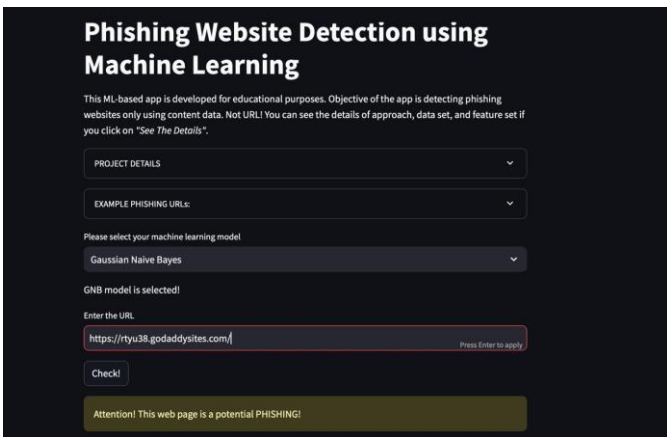 Phishing Website Detection using
Machine Learning
This ML-based app is developed for educational purposes. Objective of the app is detecting phishing
websites only using content data. Not URL! You can see the details of approach, data set, and feature set if
you click on "See The Details".
PROJECT DETAILS
EXAMPLE PHISHING URLs:
Please select your machine learning model
Gaussian Naive Bayes
GNB model is selected!
Enter the URL
https://rtyu38.godaddysites.com/
Press Enter to apply
Check!
Attention! This web page is a potential PHISHING!